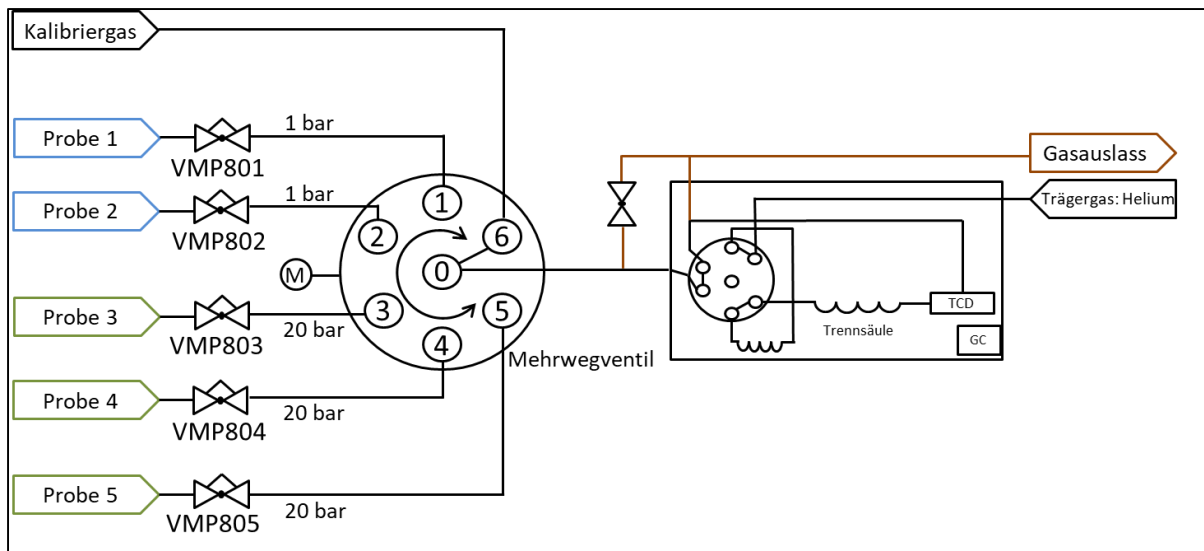 Kalibriergas
Probe 1
VMP801
1 bar
Probe 2
VMP802
1 bar
Probe 3
VMP803
20 bar
Probe 4
VMP804
20 bar
Probe 5
VMP805
20 bar
M
1
2
6
0
3
5
4
Mehrwegventil
Gasauslass
Trägergas: Helium
TCD
Trennsäule
GC